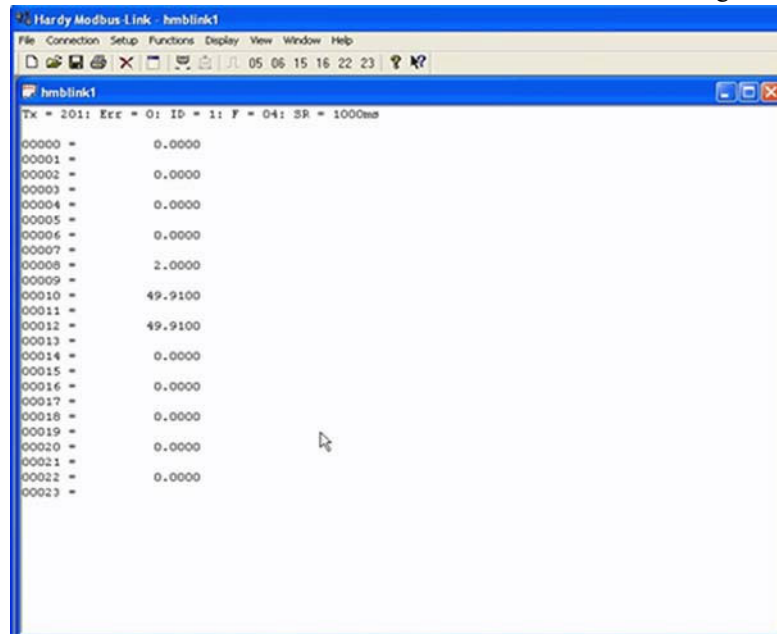 Hardy Modbus-Link - hmblink1
File Connection Setup Functions Display View Window Help
05 06 15 16 22 23
hmblink1
Tx = 201: Err = 0: ID = 1: F = 04: SR = 1000ms
00000 = 0.0000
00001 =
00002 = 0.0000
00003 =
00004 = 0.0000
00005 =
00006 = 0.0000
00007 =
00008 = 2.0000
00009 =
00010 = 49.9100
00011 =
00012 = 49.9100
00013 =
00014 = 0.0000
00015 =
00016 = 0.0000
00017 =
00018 = 0.0000
00019 =
00020 = 0.0000
00021 =
00022 = 0.0000
00023 =